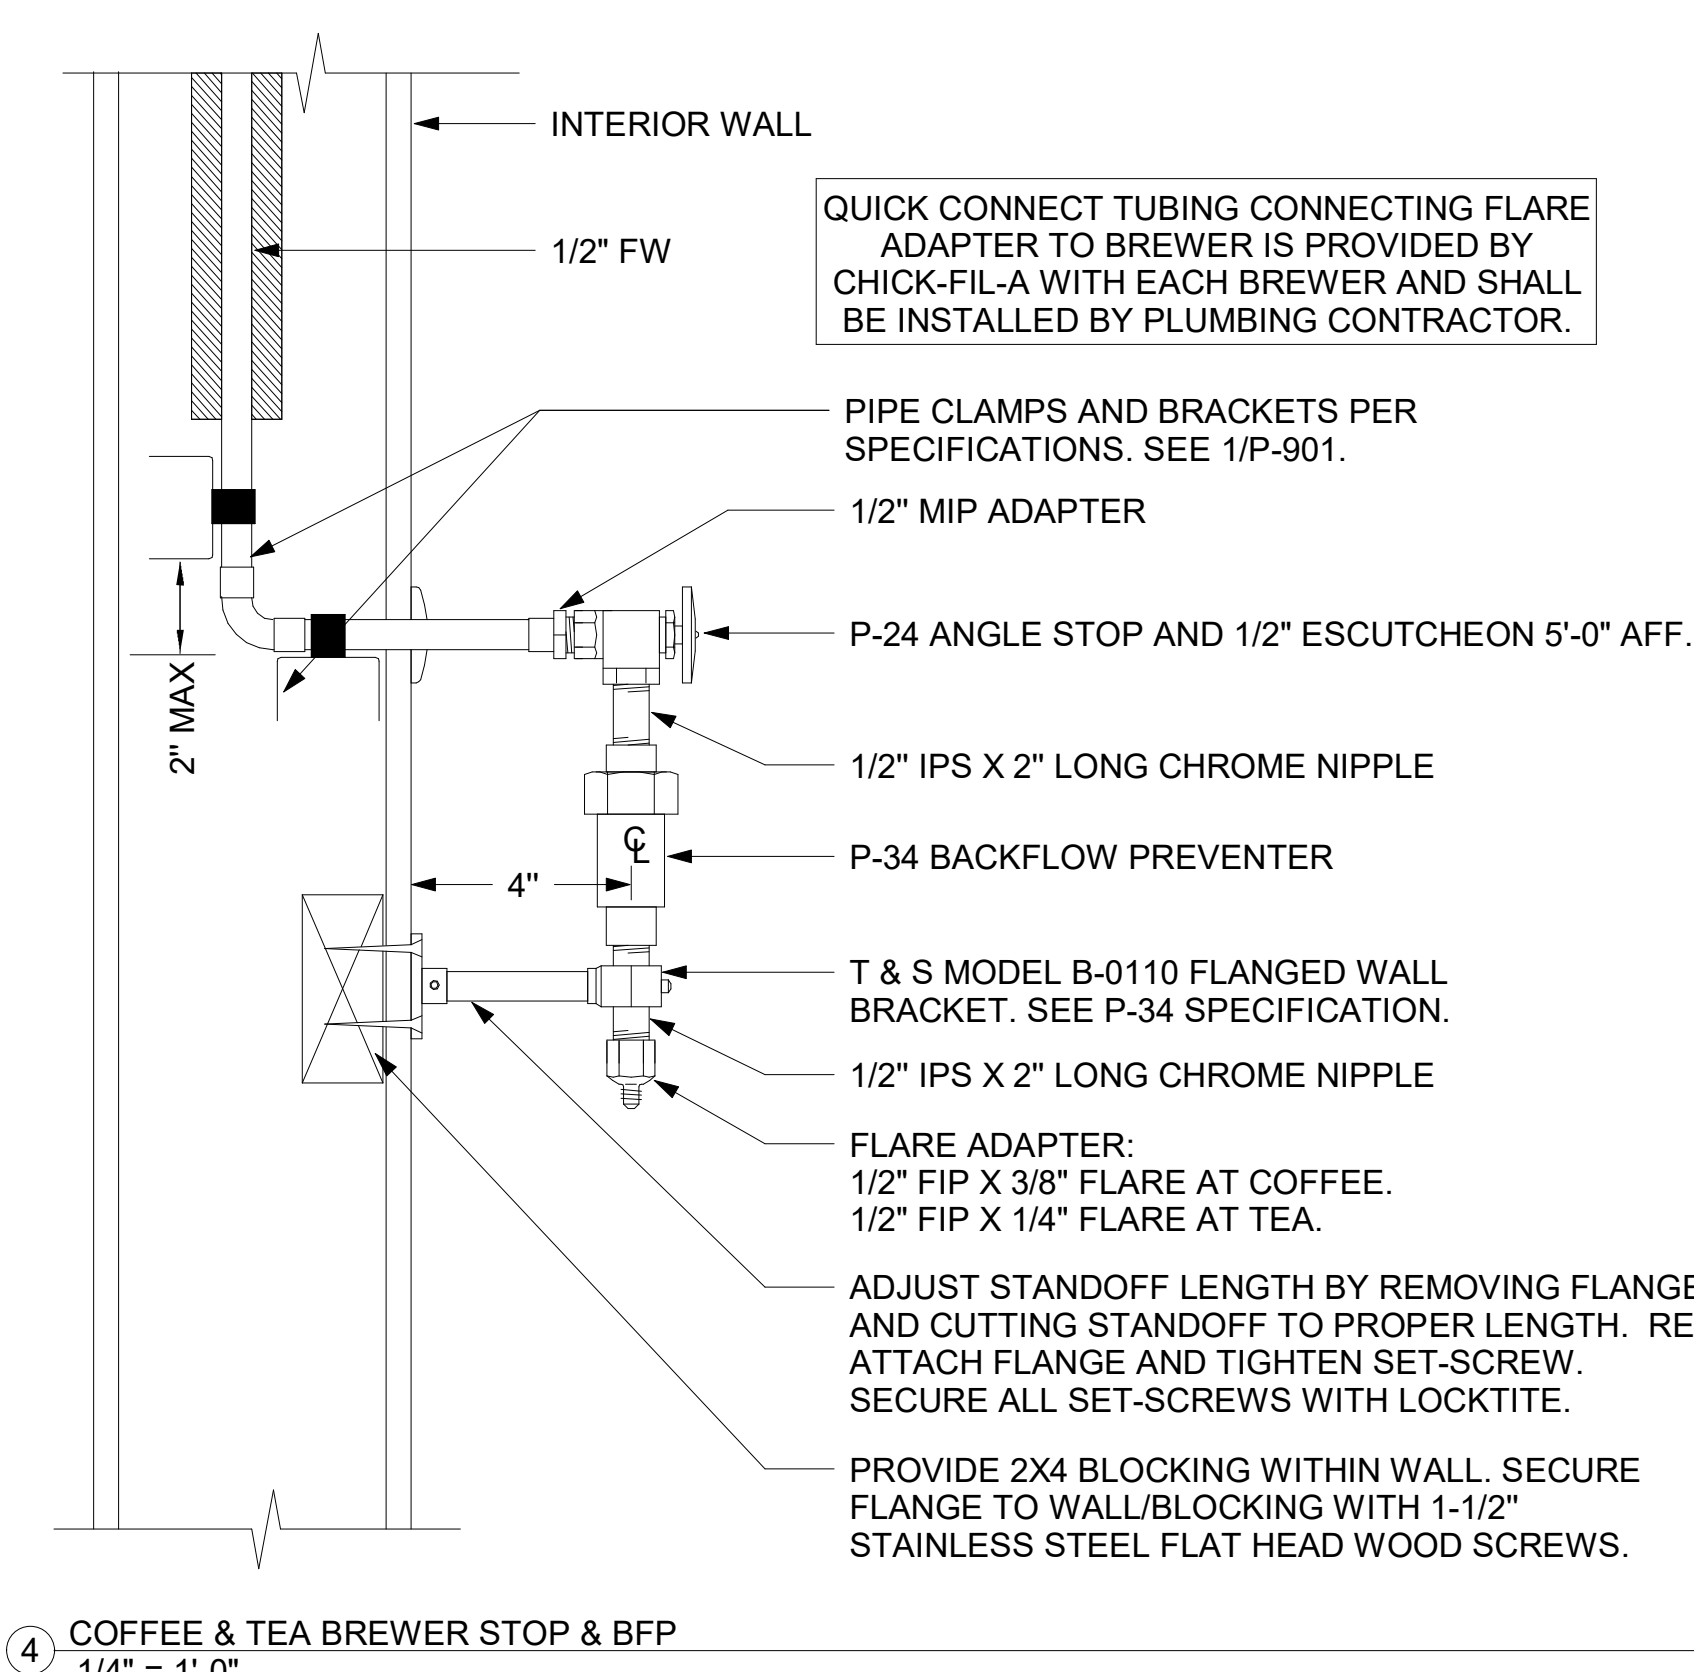 INTERIOR WALL
1/2" FW
QUICK CONNECT TUBING CONNECTING FLARE
ADAPTER TO BREWER IS PROVIDED BY
CHICK-FIL-A WITH EACH BREWER AND SHALL
BE INSTALLED BY PLUMBING CONTRACTOR.
PIPE CLAMPS AND BRACKETS PER
SPECIFICATIONS. SEE 1/P-901.
1/2" MIP ADAPTER
P-24 ANGLE STOP AND 1/2" ESCUTCHEON 5'-0" AFF.
2" MAX
1/2" IPS X 2" LONG CHROME NIPPLE
CL
P-34 BACKFLOW PREVENTER
4"
T & S MODEL B-0110 FLANGED WALL
BRACKET. SEE P-34 SPECIFICATION.
1/2" IPS X 2" LONG CHROME NIPPLE
FLARE ADAPTER:
1/2" FIP X 3/8" FLARE AT COFFEE.
1/2" FIP X 1/4" FLARE AT TEA.
ADJUST STANDOFF LENGTH BY REMOVING FLANGE
AND CUTTING STANDOFF TO PROPER LENGTH.  RE
ATTACH FLANGE AND TIGHTEN SET-SCREW.
SECURE ALL SET-SCREWS WITH LOCKTITE.
PROVIDE 2X4 BLOCKING WITHIN WALL. SECURE
FLANGE TO WALL/BLOCKING WITH 1-1/2"
STAINLESS STEEL FLAT HEAD WOOD SCREWS.
4 COFFEE & TEA BREWER STOP & BFP
1/4" = 1'-0"